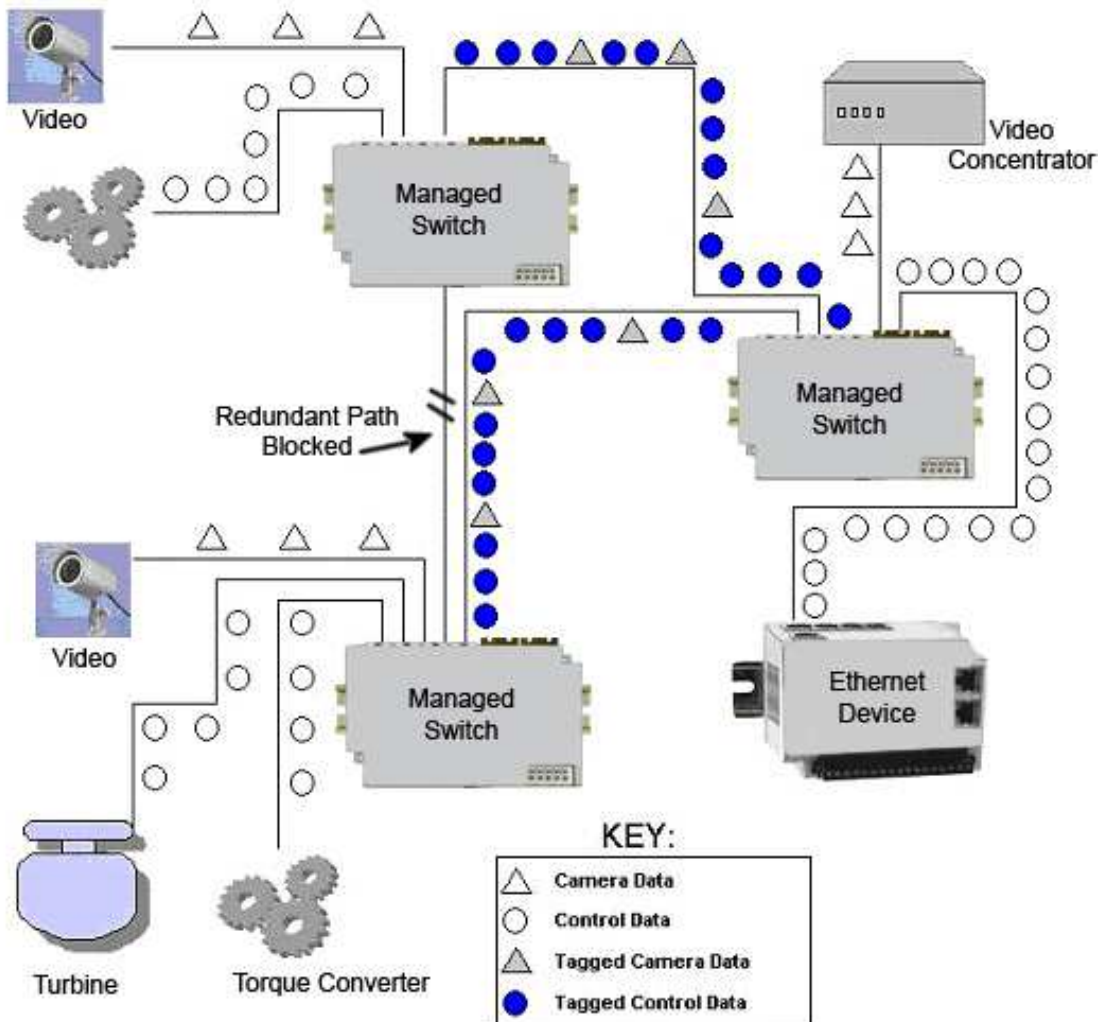 Video
Managed
Switch
Video
Concentrator
Managed
Switch
Redundant Path
Blocked
Video
Managed
Switch
Ethernet
Device
Turbine
Torque Converter
KEY:
Camera Data
Control Data
Tagged Camera Data
Tagged Control Data